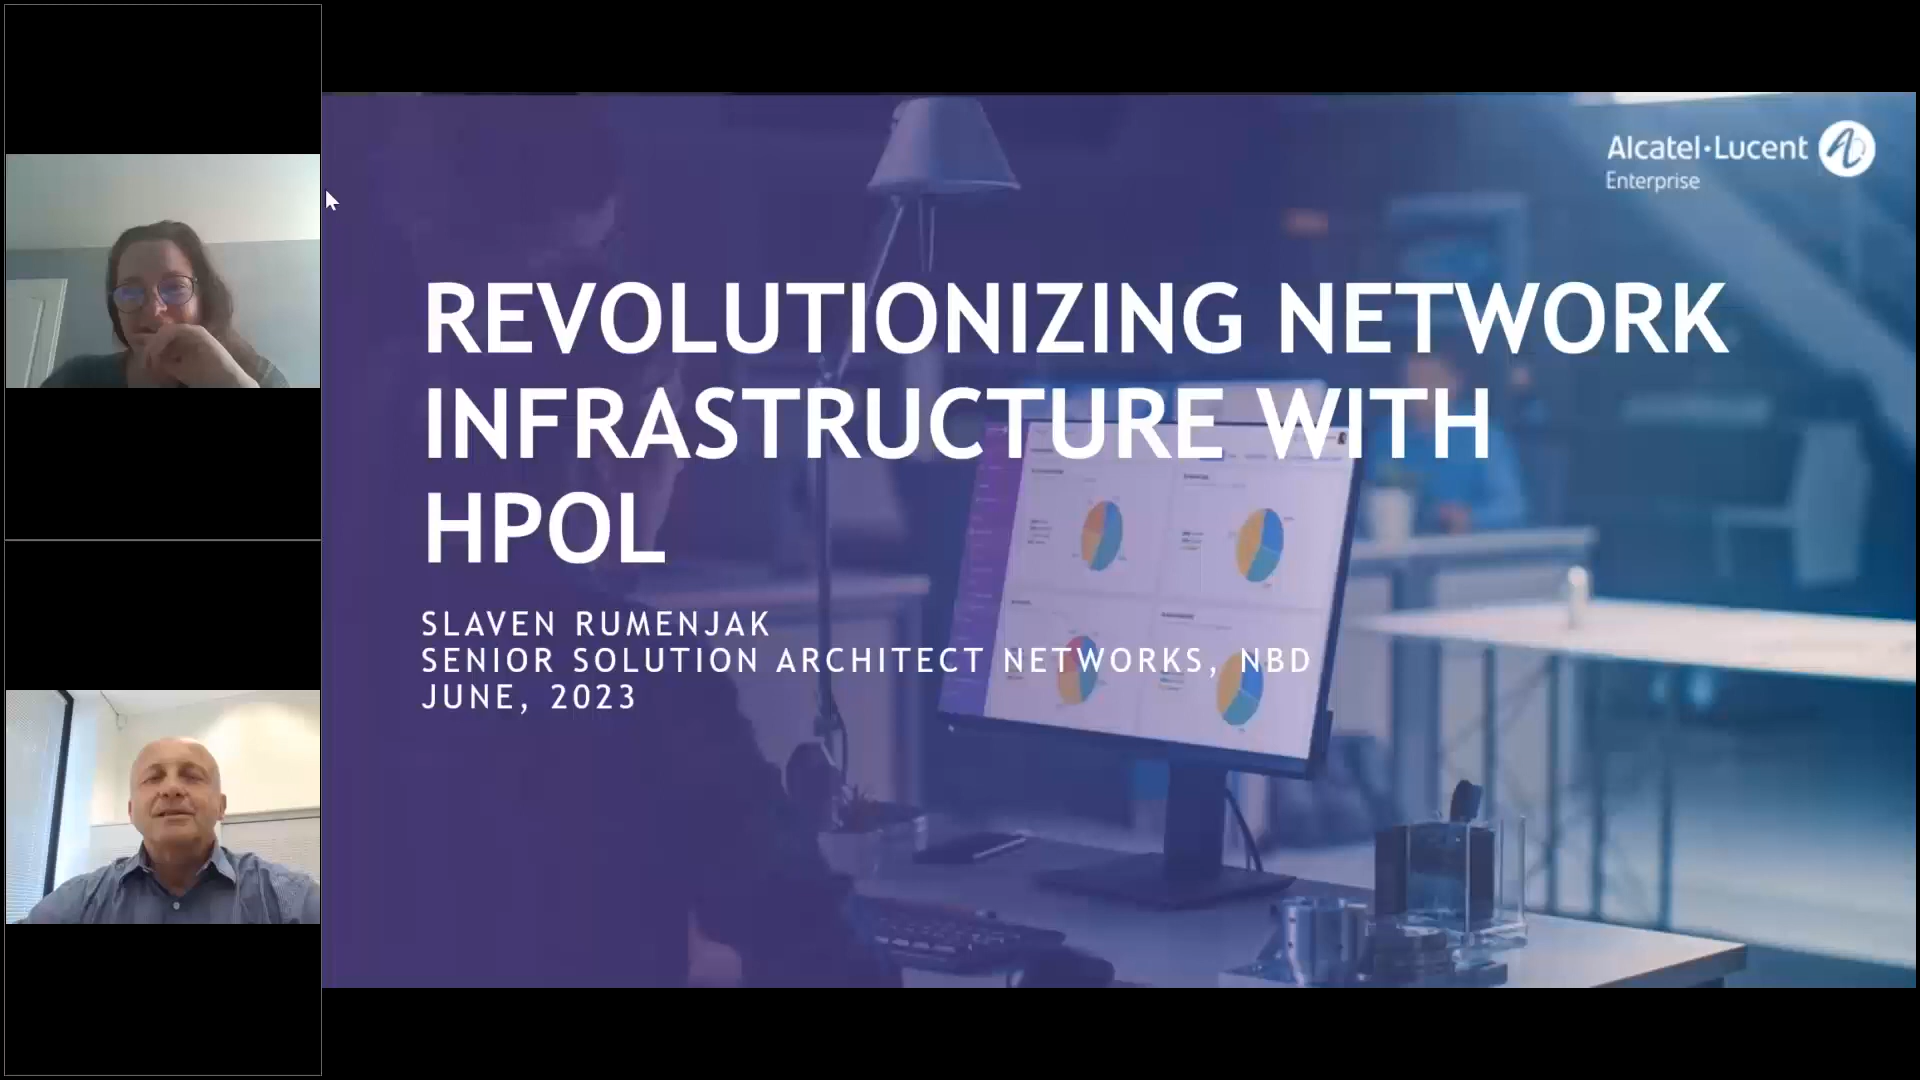 Alcatel·Lucent
Enterprise
REVOLUTIONIZING NETWORK
INFRASTRUCTURE WITH
HPOL
SLAVEN RUMENJAK
SENIOR SOLUTION ARCHITECT NETWORKS, NBD
JUNE, 2023